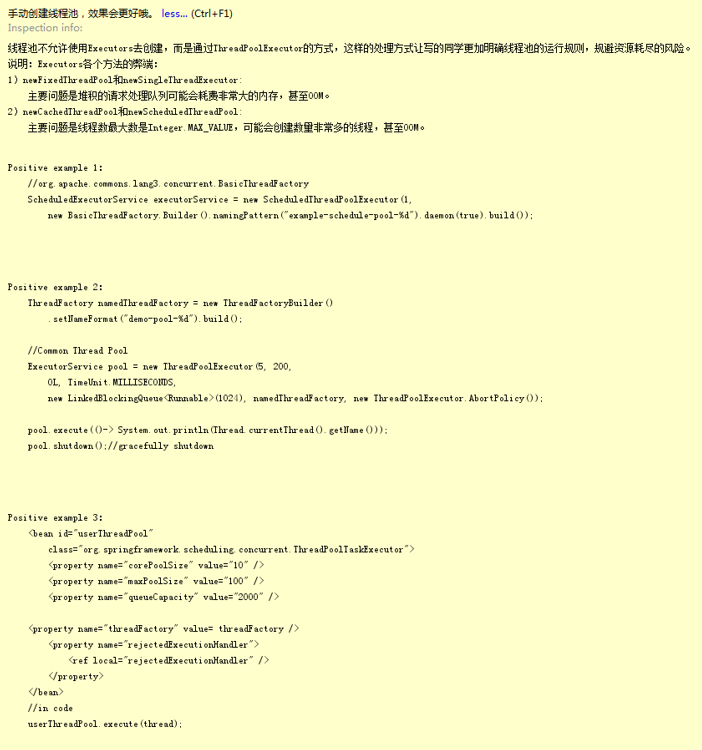 手动创建线程池，效果会更好哦。 less... (Ctrl+F1)
Inspection info:
线程池不允许使用Executors去创建，而是通过ThreadPoolExecutor的方式，这样的处理方式让写的同学更加明确线程池的运行规则，规避资源耗尽的风险。
说明：Executors各个方法的弊端：
1）newFixedThreadPool和newSingleThreadExecutor:
主要问题是堆积的请求处理队列可能会耗费非常大的内存，甚至OOM。
2）newCachedThreadPool和newScheduledThreadPool:
主要问题是线程数最大数是Integer.MAX_VALUE，可能会创建数量非常多的线程，甚至OOM。
Positive example 1：
//org.apache.commons.lang3.concurrent.BasicThreadFactory
ScheduledExecutorService executorService = new ScheduledThreadPoolExecutor(1,
new BasicThreadFactory.Builder().namingPattern("example-schedule-pool-%d").daemon(true).build());
Positive example 2：
ThreadFactory namedThreadFactory = new ThreadFactoryBuilder()
.setNameFormat("demo-pool-%d").build();
//Common Thread Pool
ExecutorService pool = new ThreadPoolExecutor(5, 200,
0L, TimeUnit.MILLISECONDS,
new LinkedBlockingQueue<Runnable>(1024), namedThreadFactory, new ThreadPoolExecutor.AbortPolicy());
pool.execute(()-> System.out.println(Thread.currentThread().getName()));
pool.shutdown();//gracefully shutdown
Positive example 3：
<bean id="userThreadPool"
class="org.springframework.scheduling.concurrent.ThreadPoolTaskExecutor">
<property name="corePoolSize" value="10" />
<property name="maxPoolSize" value="100" />
<property name="queueCapacity" value="2000" />
<property name="threadFactory" value= threadFactory />
<property name="rejectedExecutionHandler">
<ref local="rejectedExecutionHandler" />
</property>
</bean>
//in code
userThreadPool.execute(thread);